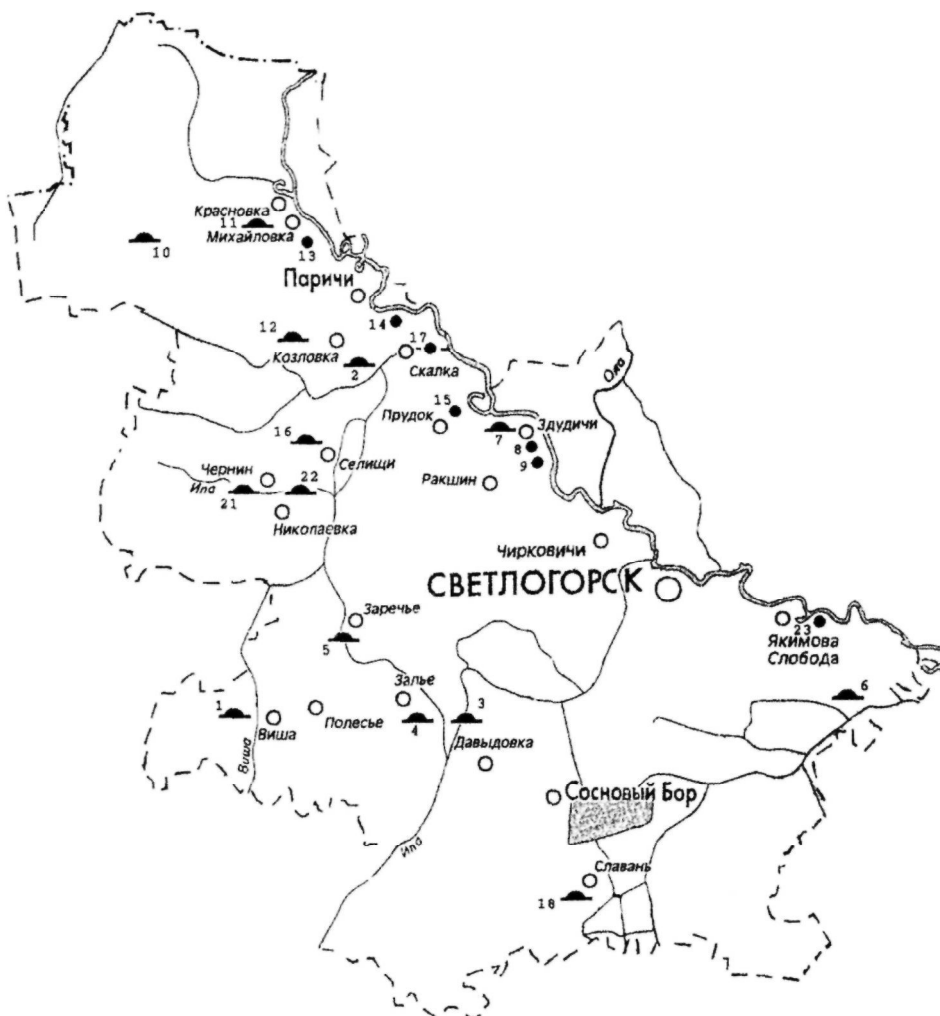 Красновка
11
Михайловка
10
13
Паричи
14
12
17
Козловка
2
Скалка
15
Прудок
7
Здудичи
Ола
16
8
Селищи
9
Чернин
22
Ракшин
Ипа
21
Николаевка
Чирковичи
СВЕТЛОГОРСК
Заречье
5
23
Якимова
Слобода
Залье
6
1
3
Полесье
4
Виша
Виша
Давыдовка
Сосновый Бор
Ипа
Славань
18